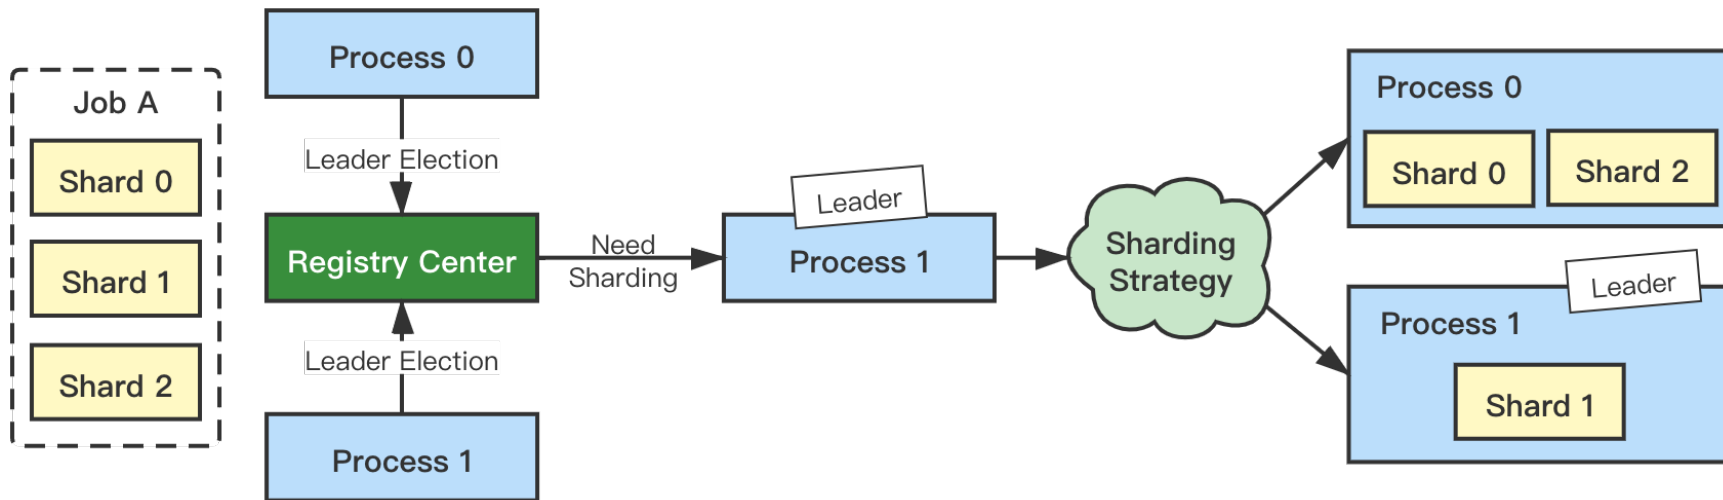 Job A
Shard 0
Shard 1
Shard 2
Process 0
Leader Election
Registry Center
Leader Election
Process 1
Need
Sharding
Leader
Process 1
Sharding
Strategy
Process 0
Shard 0
Shard 2
Leader
Process 1
Shard 1